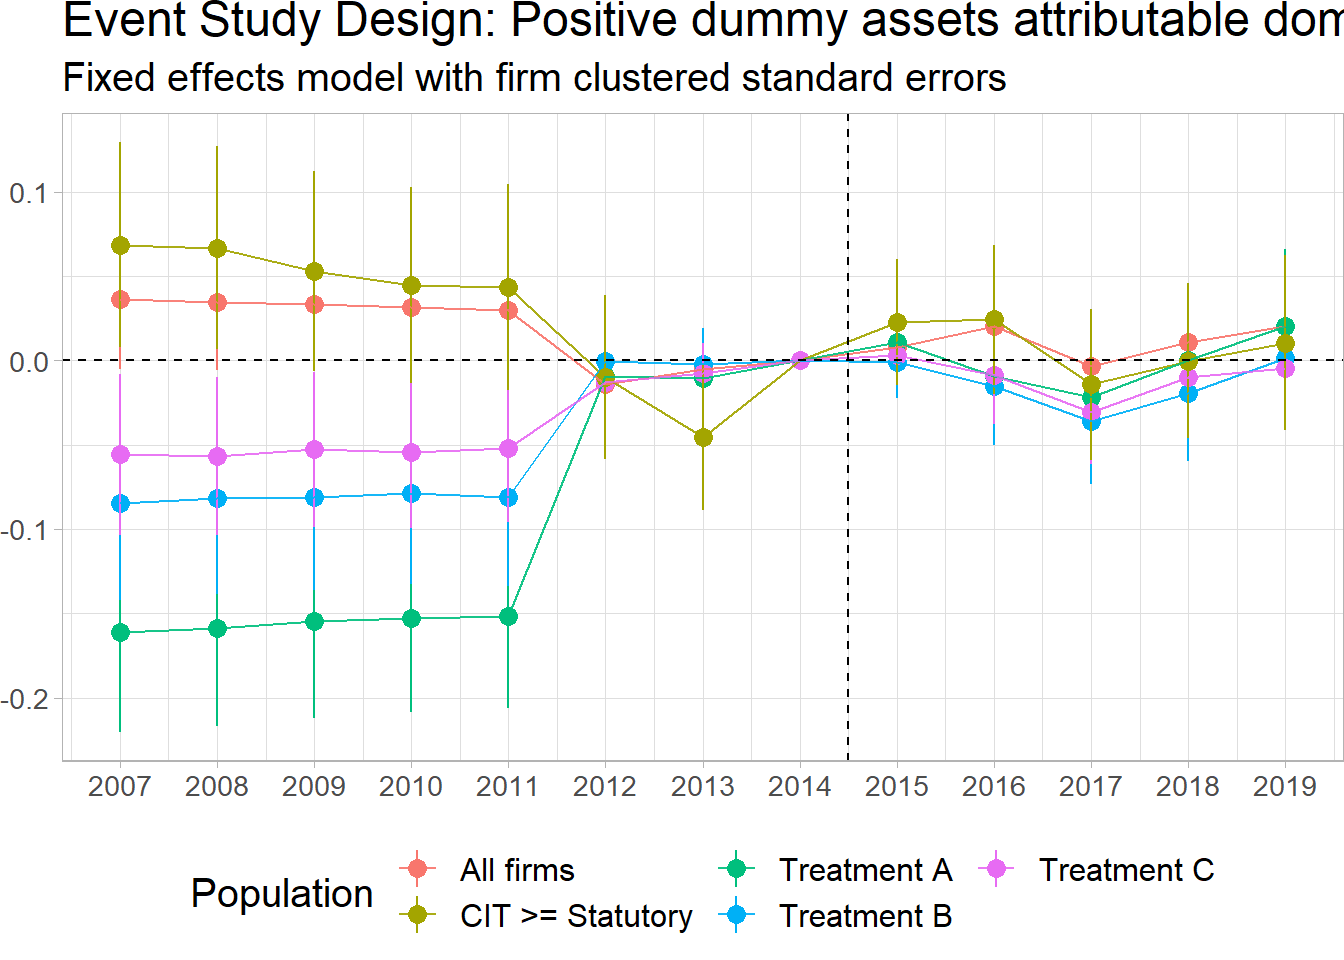 Event Study Design: Positive dummy assets attributable dom
Fixed effects model with firm clustered standard errors
0.1
0.0
-0.1
-0.2
2007 2008 2009 2010 2011 2012 2013 2014 2015 2016 2017 2018 2019
Population
All firms Treatment A Treatment C
CIT >= Statutory Treatment B